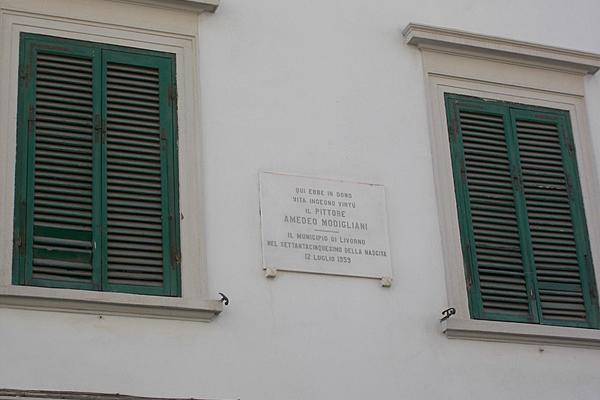 QUI EBBE IN DONO
VITA INGEGNO VIRTÙ
IL PITTORE
AMEDEO MODIGLIANI
IL MUNICIPIO DI LIVORNO
NEL SETTANTACINQUESIMO DELLA NASCITA
12 LUGLIO 1959